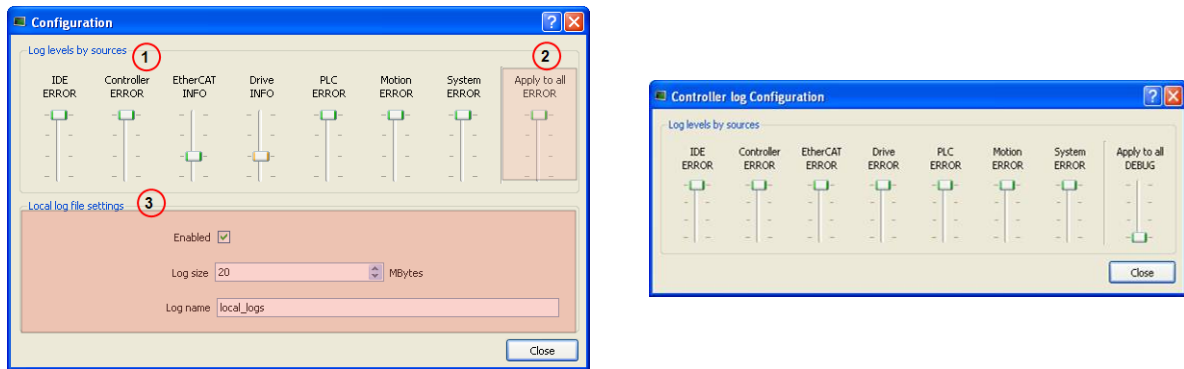 Configuration
Log levels by sources
1
2
IDE Controller EtherCAT Drive PLC Motion System Apply to all
ERROR ERROR INFO INFO ERROR ERROR ERROR ERROR
Local log file settings
3
Enabled
Log size 20 MBytes
Log name local_logs
Close
Controller log Configuration
Log levels by sources
IDE Controller EtherCAT Drive PLC Motion System Apply to all
ERROR ERROR ERROR ERROR ERROR ERROR ERROR DEBUG
Close